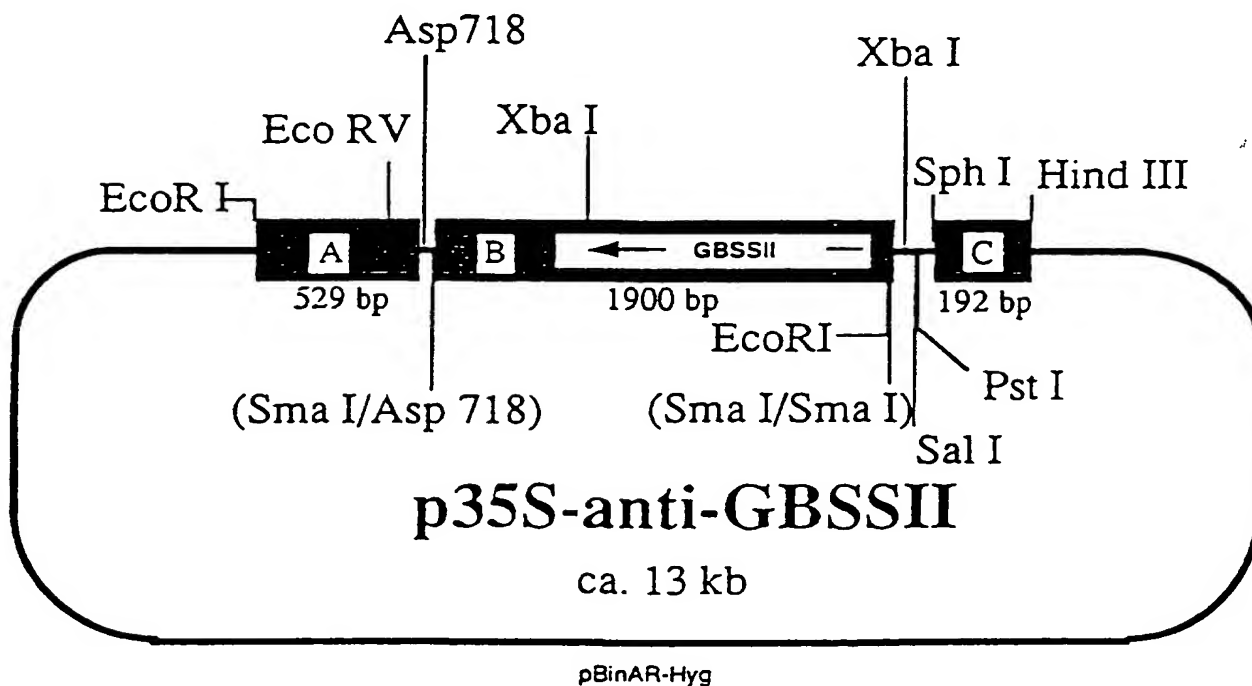 Asp718
Xba I
Eco RV
Xba I
EcoR I
Sph I
Hind III
A
B
GBSSII
C
529 bp
1900 bp
192 bp
EcoRI
Pst I
(Sma I/Asp 718)
(Sma I/Sma I)
Sal I
p35S-anti-GBSSII
ca. 13 kb
pBinAR-Hyg